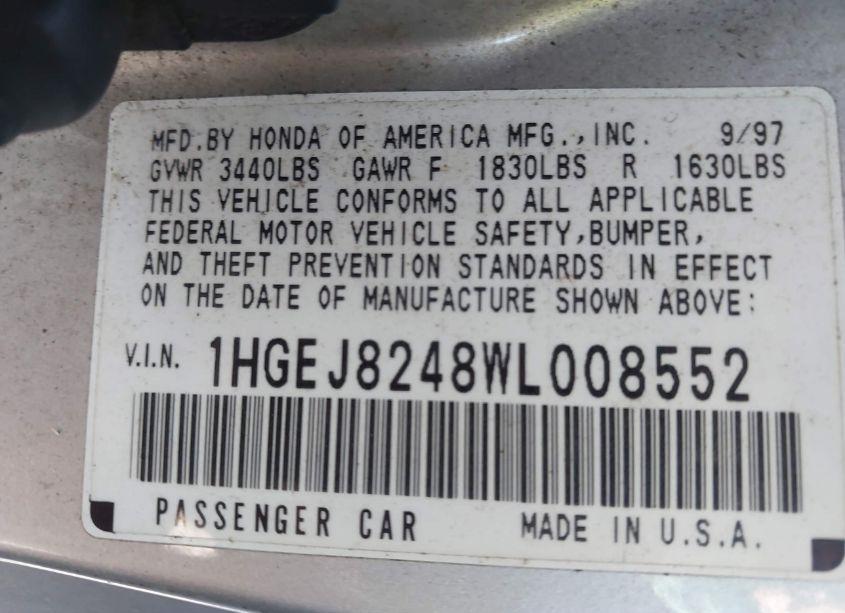 MFD.BY HONDA OF AMERICA MFG.,INC. 9/97
GVWR 3440LBS GAWR F 1830LBS R 1630LBS
THIS VEHICLE CONFORMS TO ALL APPLICABLE
FEDERAL MOTOR VEHICLE SAFETY,BUMPER,
AND THEFT PREVENTION STANDARDS IN EFFECT
ON THE DATE OF MANUFACTURE SHOWN ABOVE:
V.I.N. 1HGEJ8248WL008552
PASSENGER CAR MADE IN U.S.A.